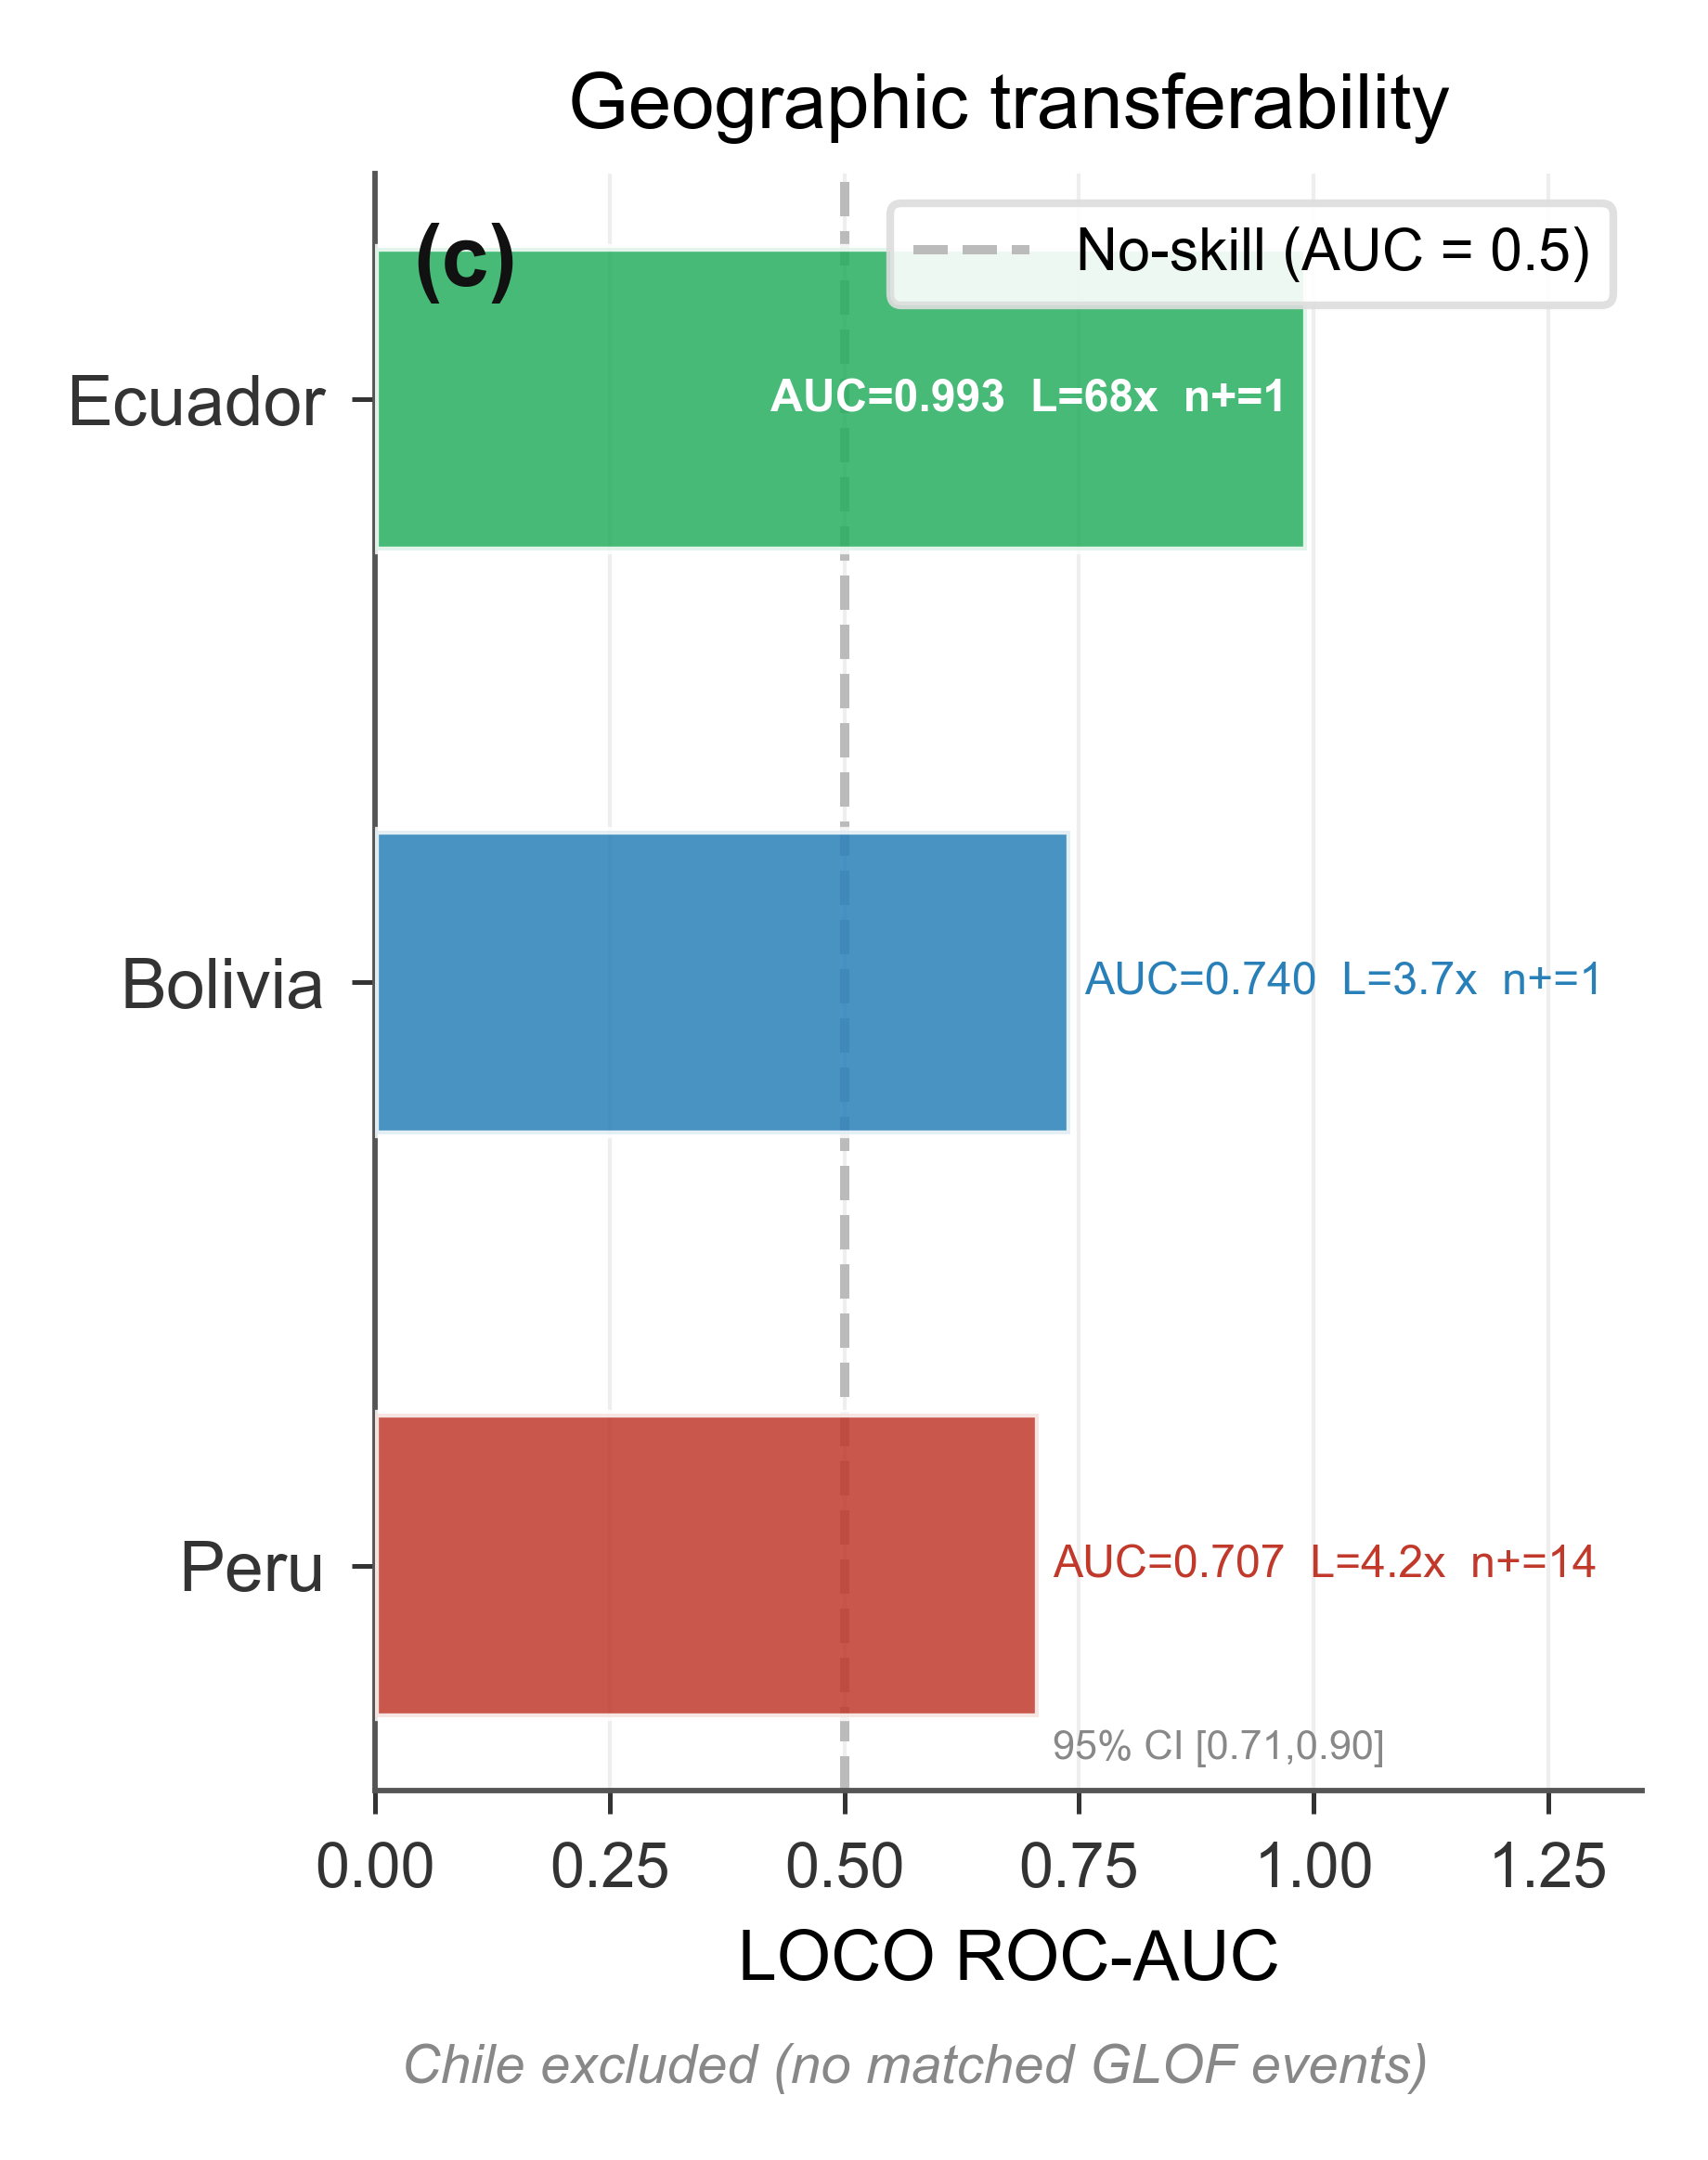 Geographic transferability
(c)
No-skill (AUC = 0.5)
Ecuador
AUC=0.993 L=68x n+=1
Bolivia
AUC=0.740 L=3.7x n+=1
Peru
AUC=0.707 L=4.2x n+=14
95% CI [0.71,0.90]
0.00 0.25 0.50 0.75 1.00 1.25
LOCO ROC-AUC
Chile excluded (no matched GLOF events)